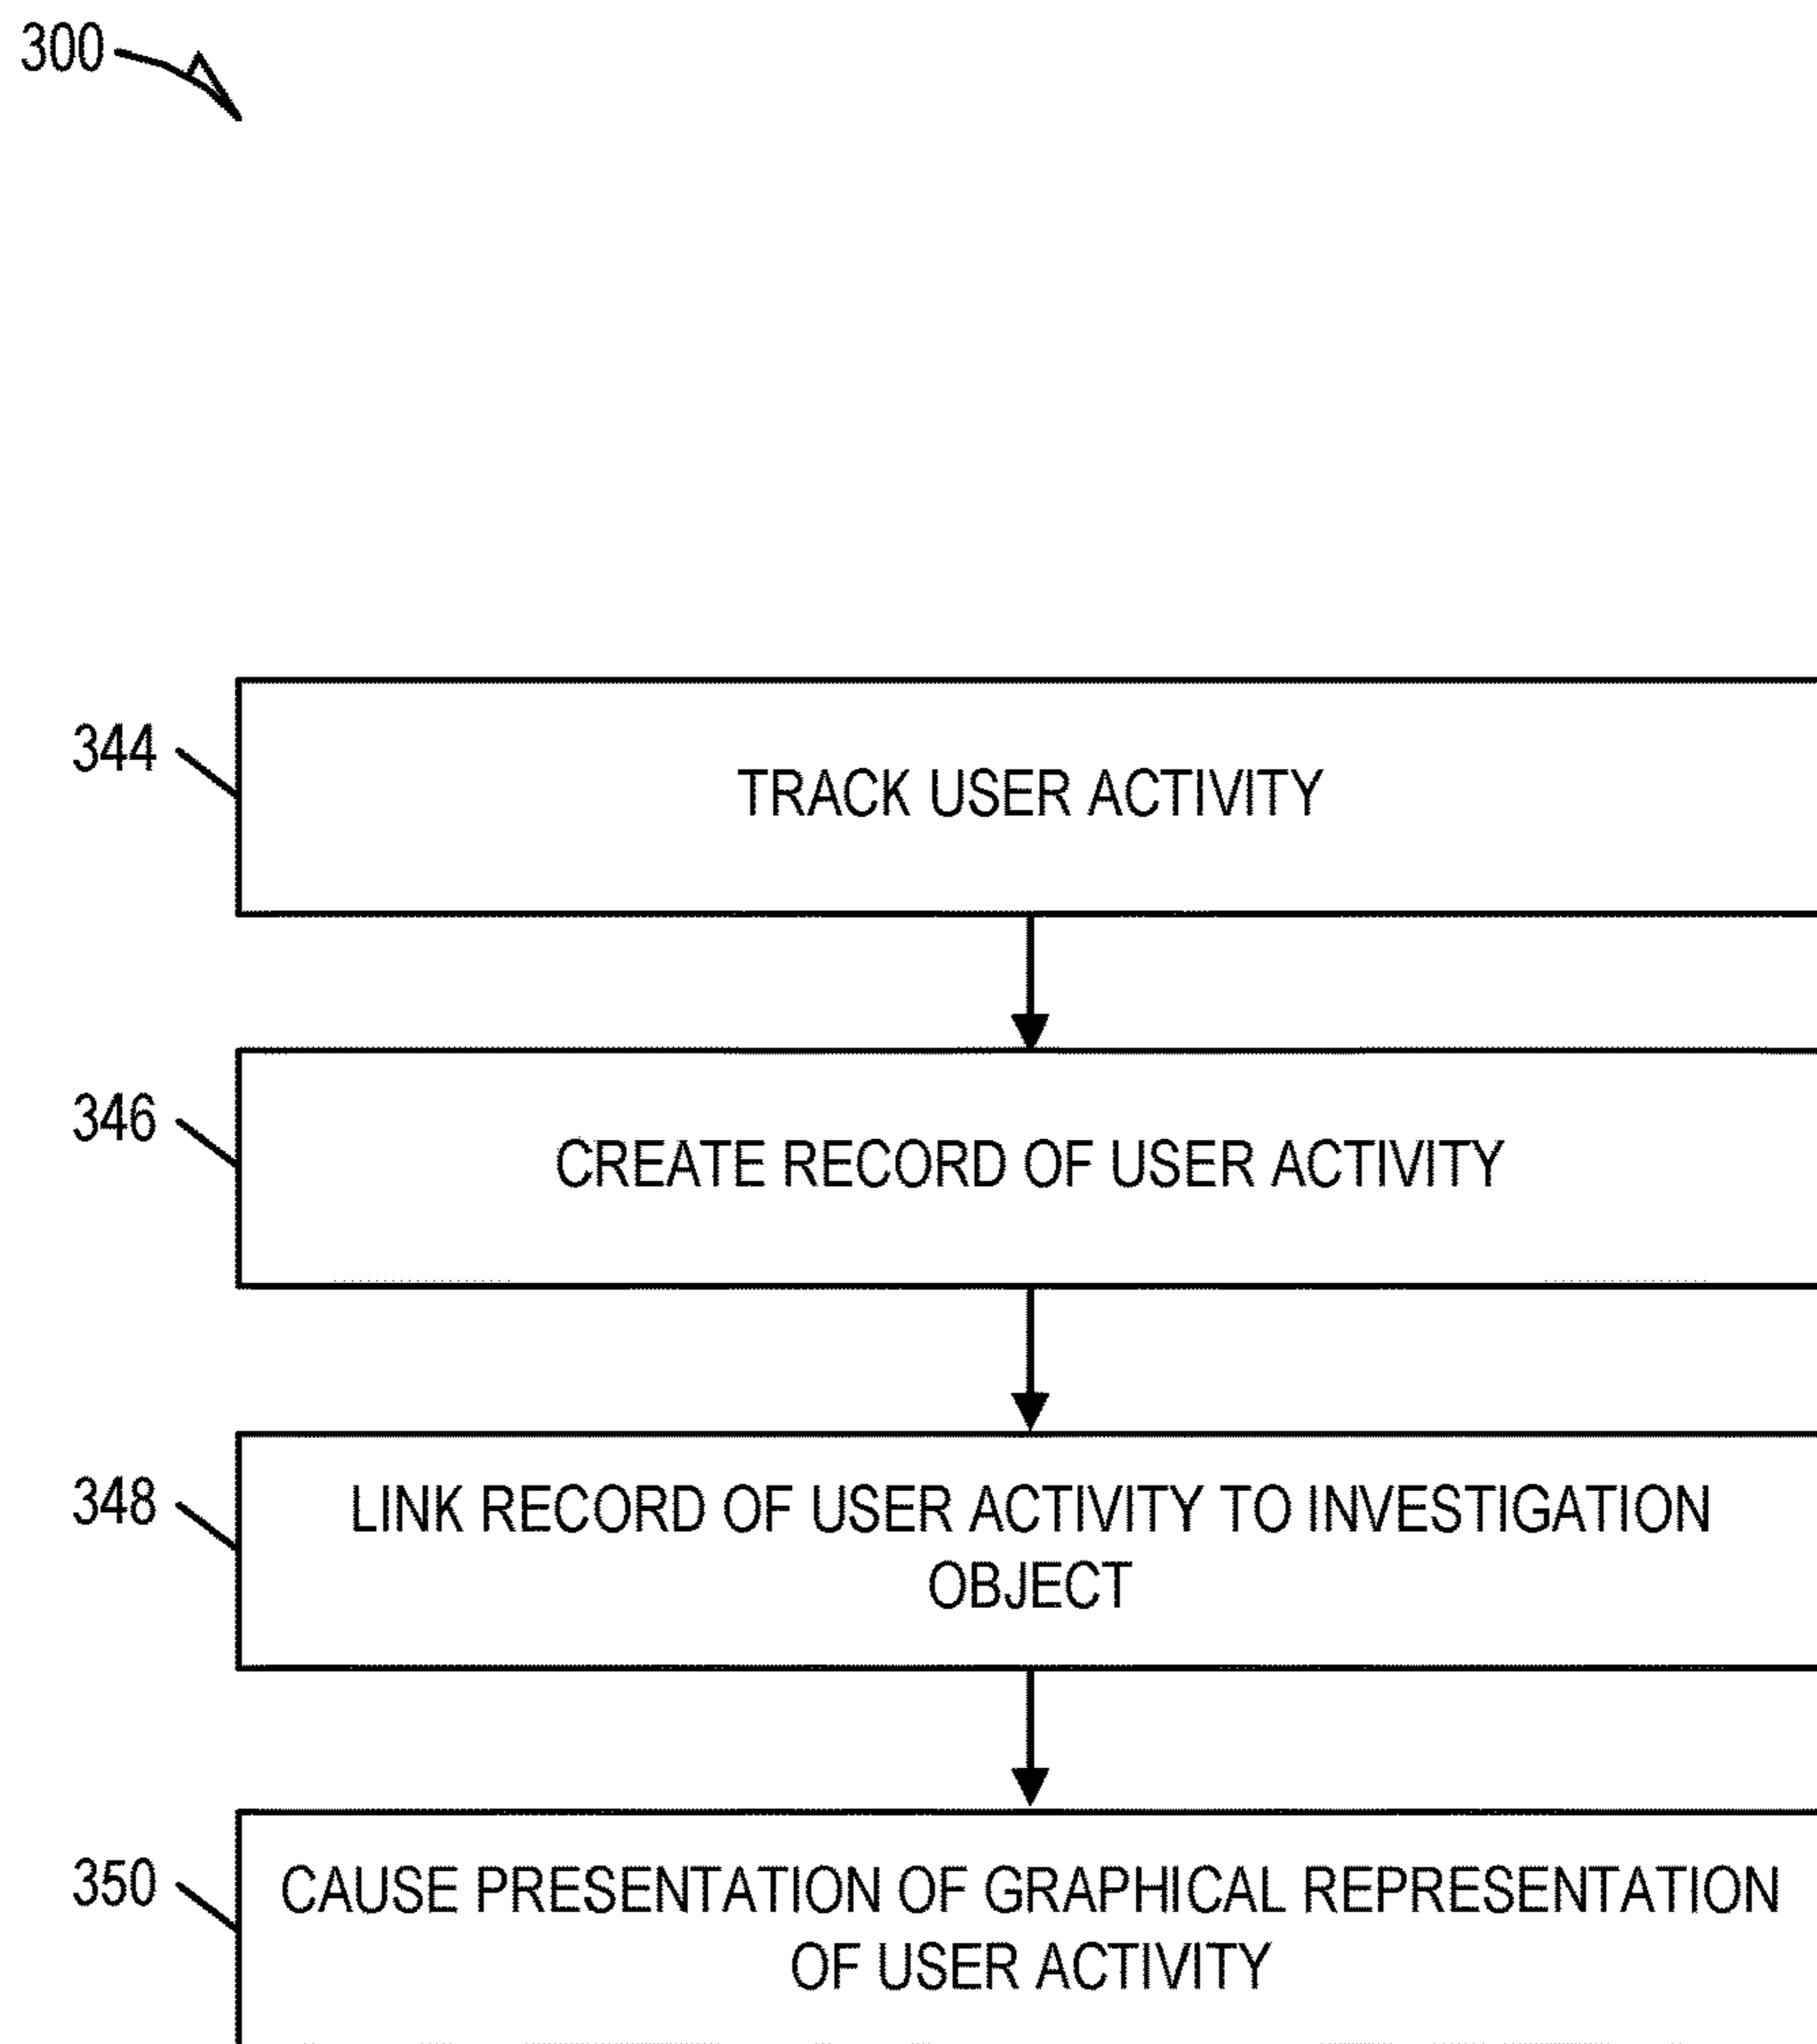 300
344
TRACK USER ACTIVITY
346
CREATE RECORD OF USER ACTIVITY
348
LINK RECORD OF USER ACTIVITY TO INVESTIGATION
OBJECT
350
CAUSE PRESENTATION OF GRAPHICAL REPRESENTATION
OF USER ACTIVITY